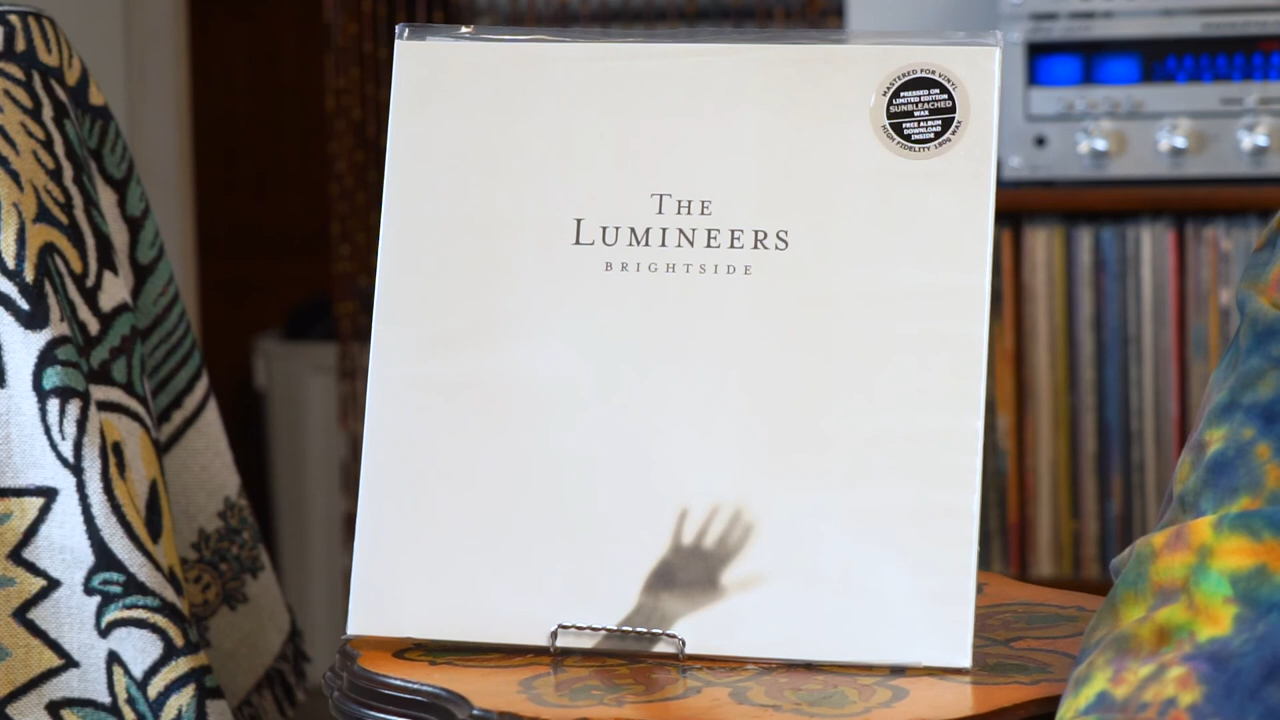 THE
LUMINEERS
BRIGHTSIDE
MASTERED FOR VINYL
PRESSED ON
LIMITED EDITION
SUNBLEACHED
WAX
FREE ALBUM
DOWNLOAD
INSIDE
HIGH FIDELITY 180g WAX